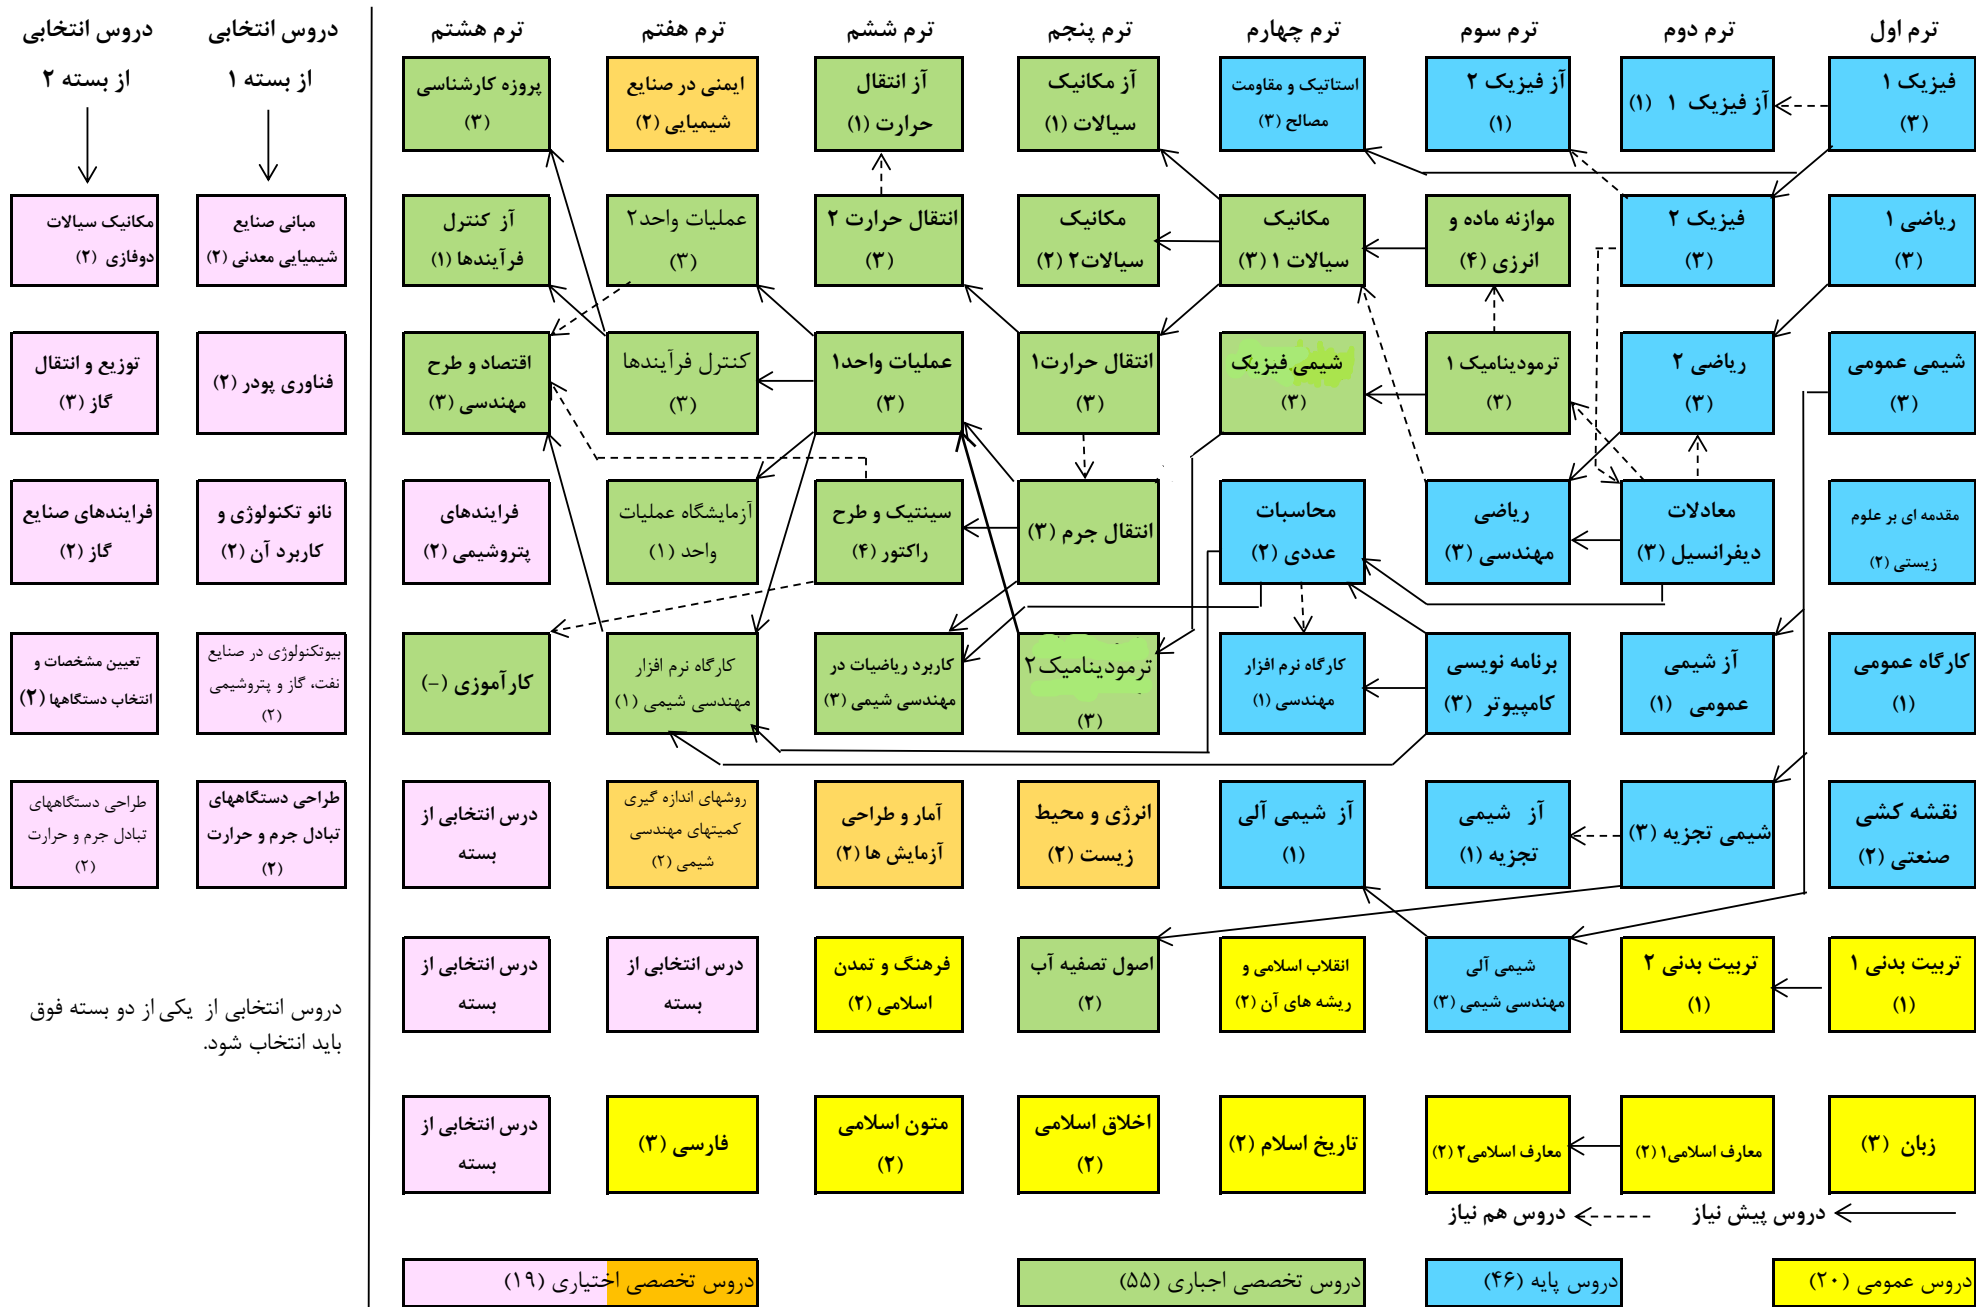 ترم اول
ترم دوم
ترم سوم
ترم چهارم
ترم پنجم
ترم ششم
ترم هفتم
ترم هشتم
دروس انتخابی
از بسته ۱
دروس انتخابی
از بسته ۲
فیزیک ۱
(۳)
آز فیزیک ۱ (۱)
آز فیزیک ۲
(۱)
استاتیک و مقاومت
مصالح (۳)
آز مکانیک
سیالات (۱)
آز انتقال
حرارت (۱)
ایمنی در صنایع
شیمیایی (۲)
پروزه کارشناسی
(۳)
ریاضی ۱
(۳)
فیزیک ۲
(۳)
موازنه ماده و
انرزی (۴)
مکانیک
سیالات ۱ (۳)
مکانیک
سیالات۲ (۲)
انتقال حرارت ۲
(۳)
عملیات واحد۲
(۳)
آز کنترل
فرآیندها (۱)
مبانی صنایع
شیمیایی معدنی (۲)
مکانیک سیالات
دوفازی (۲)
شیمی عمومی
(۳)
ریاضی ۲
(۳)
ترمودینامیک ۱
(۳)
شیمی فیزیک
(۳)
انتقال حرارت۱
(۳)
عملیات واحد۱
(۳)
کنترل فرآیندها
(۳)
اقتصاد و طرح
مهندسی (۳)
فناوری پودر (۲)
توزیع و انتقال
گاز (۳)
مقدمه ای بر علوم
زیستی (۲)
معادلات
دیفرانسیل (۳)
ریاضی
مهندسی (۳)
محاسبات
عددی (۲)
انتقال جرم (۳)
سینتیک و طرح
راکتور (۴)
آزمایشگاه عملیات
واحد (۱)
فرایندهای
پتروشیمی (۲)
نانو تکنولوژی و
کاربرد آن (۲)
فرایندهای صنایع
گاز (۲)
کارگاه عمومی
(۱)
آز شیمی
عمومی (۱)
برنامه نویسی
کامپیوتر (۳)
کارگاه نرم افزار
مهندسی (۱)
ترمودینامیک۲
(۳)
کاربرد ریاضیات در
مهندسی شیمی (۳)
کارگاه نرم افزار
مهندسی شیمی (۱)
کارآموزی (-)
بیوتکنولوژی در صنایع
نفت، گاز و پتروشیمی
(۲)
تعیین مشخصات و
انتخاب دستگاهها (۲)
نقشه کشی
صنعتی (۲)
شیمی تجزیه (۳)
آز شیمی
تجزیه (۱)
آز شیمی آلی
(۱)
انرژی و محیط
زیست (۲)
آمار و طراحی
آزمایش ها (۲)
روشهای اندازه گیری
کمیتهای مهندسی
شیمی (۲)
درس انتخابی از
بسته
طراحی دستگاههای
تبادل جرم و حرارت
(۲)
طراحی دستگاههای
تبادل جرم و حرارت
(۲)
تربیت بدنی ۱
(۱)
تربیت بدنی ۲
(۱)
شیمی آلی
مهندسی شیمی (۳)
انقلاب اسلامی و
ریشه های آن (۲)
اصول تصفیه آب
(۲)
فرهنگ و تمدن
اسلامی (۲)
درس انتخابی از
بسته
درس انتخابی از
بسته
دروس انتخابی از یکی از دو بسته فوق
باید انتخاب شود.
زبان (۳)
معارف اسلامی۱ (۲)
معارف اسلامی۲ (۲)
تاریخ اسلام (۲)
اخلاق اسلامی
(۲)
متون اسلامی
(۲)
فارسی (۳)
درس انتخابی از
بسته
دروس پیش نیاز
دروس هم نیاز
دروس عمومی (۲۰)
دروس پایه (۴۶)
دروس تخصصی اجباری (۵۵)
دروس تخصصی اختیاری (۱۹)